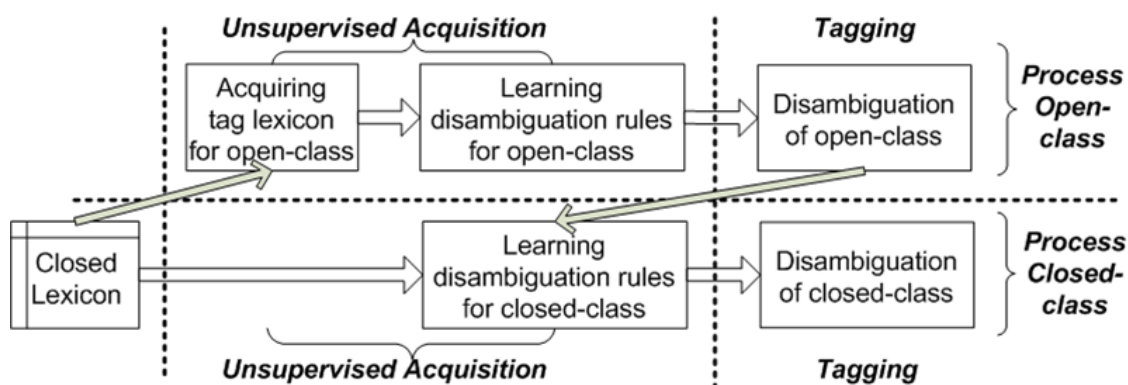 Unsupervised Acquisition
Tagging
Acquiring
tag lexicon
for open-class
Learning
disambiguation rules
for open-class
Disambiguation
of open-class
Process
Open-
class
Closed
Lexicon
Learning
disambiguation rules
for closed-class
Disambiguation
of closed-class
Process
Closed-
class
Unsupervised Acquisition
Tagging